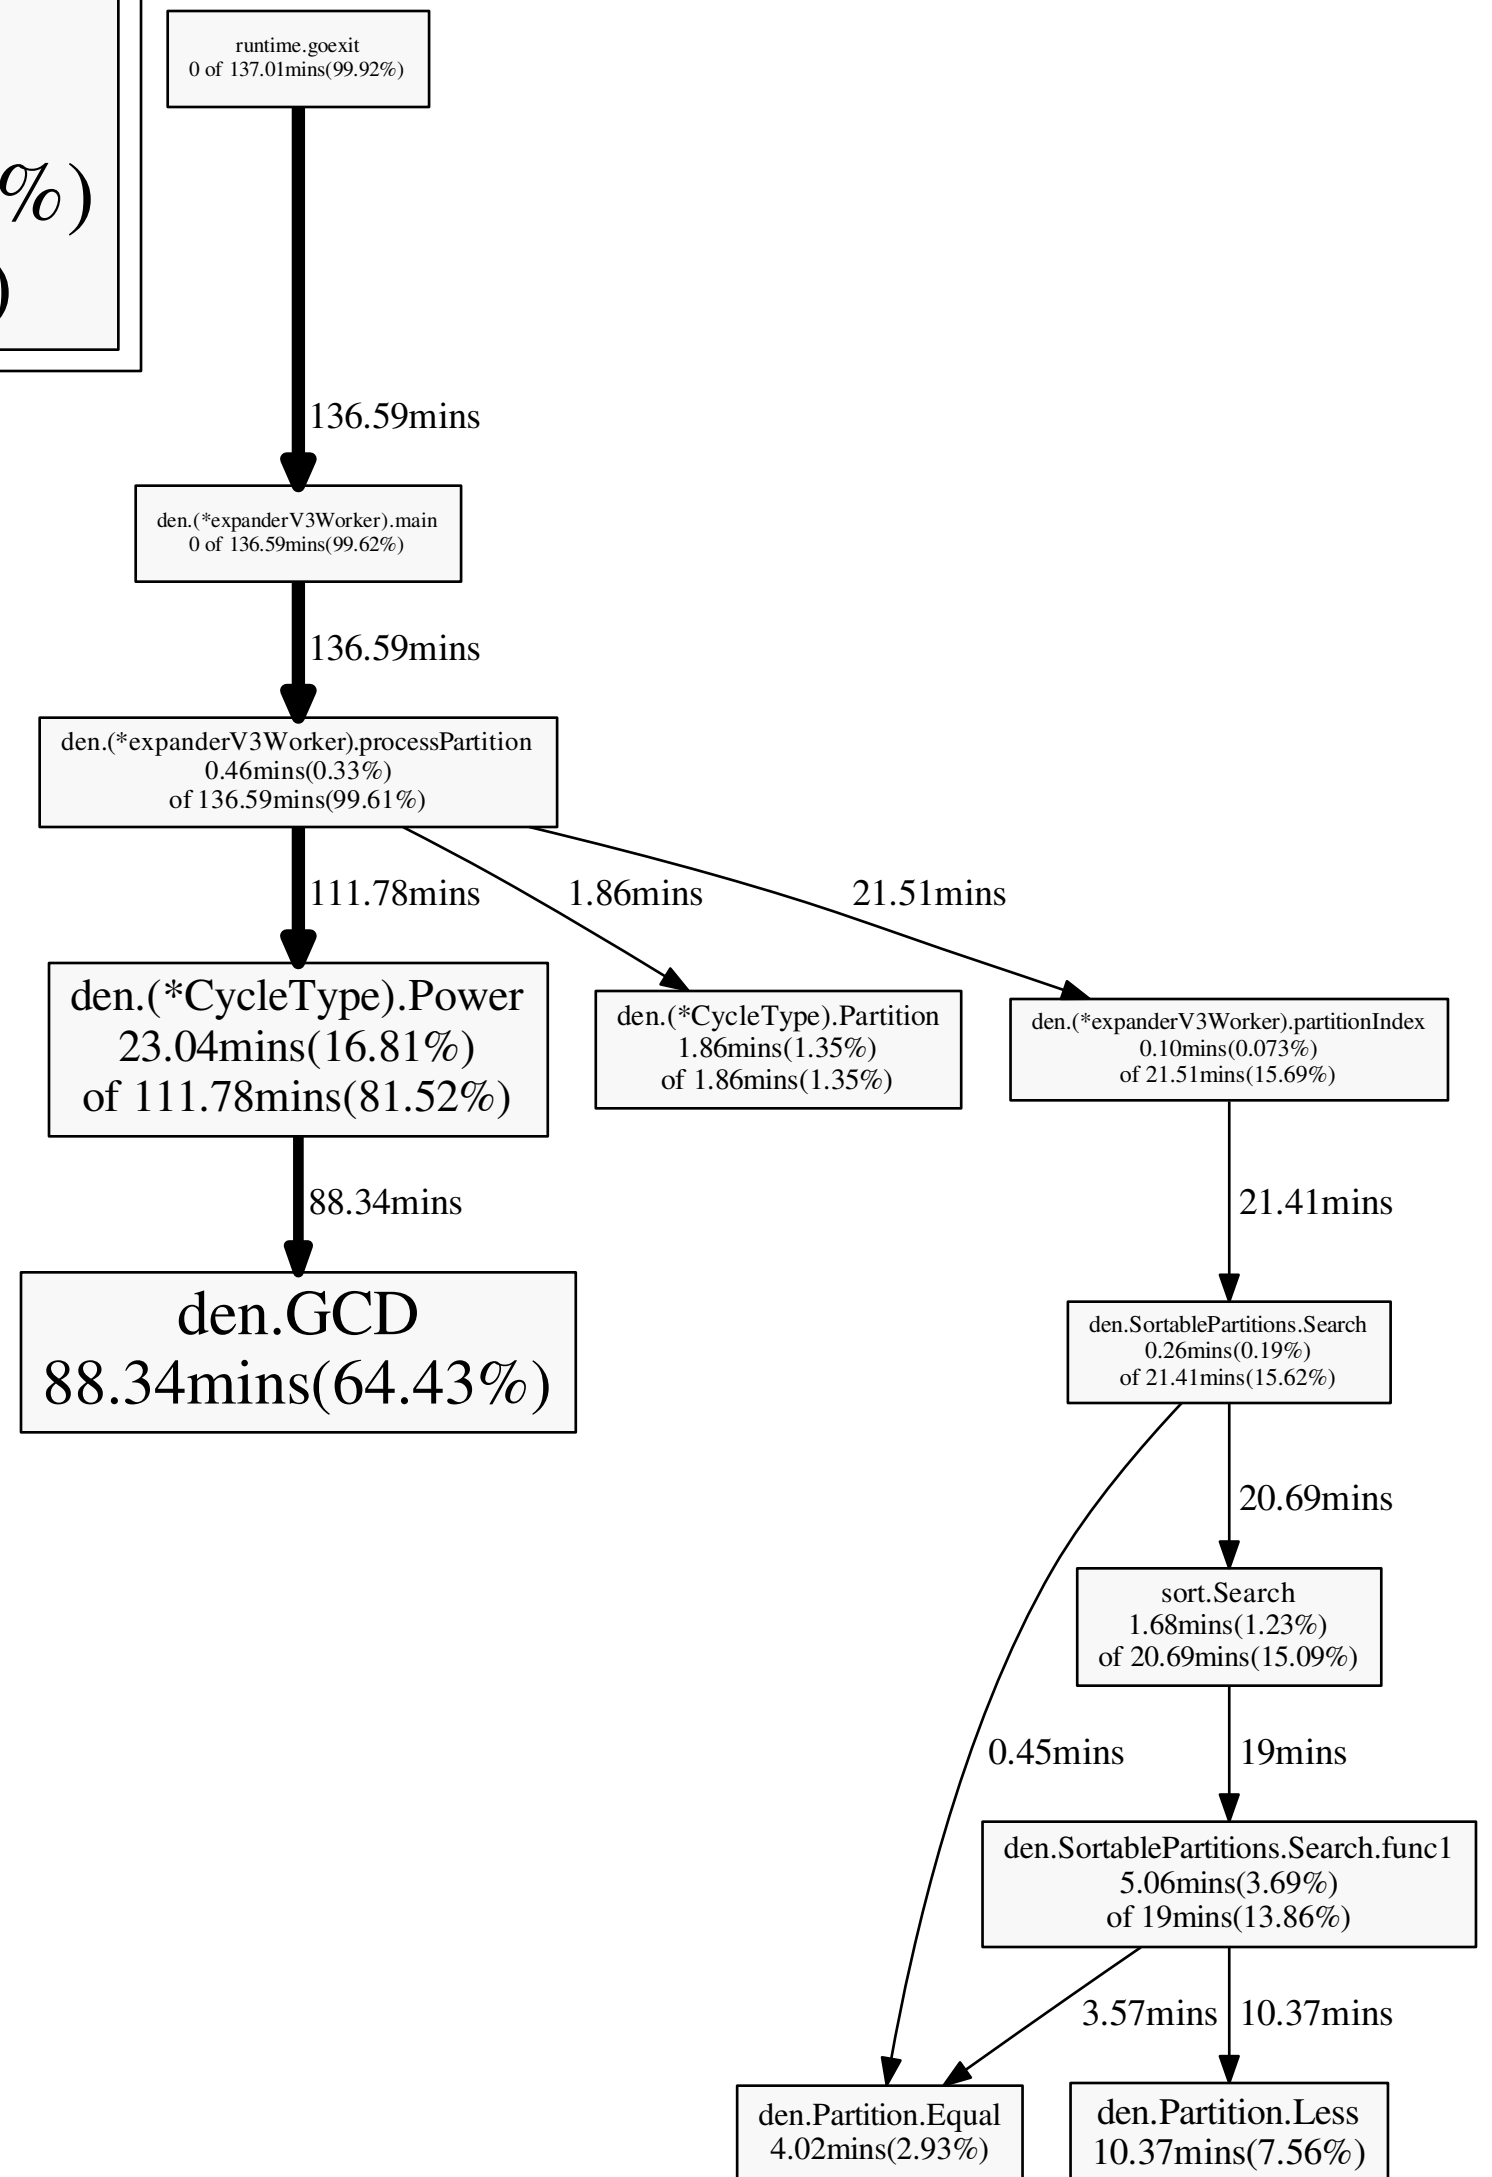 %)
)
runtime.goexit
0 of 137.01mins(99.92%)
136.59mins
den.(*expanderV3Worker).main
0 of 136.59mins(99.62%)
136.59mins
den.(*expanderV3Worker).processPartition
0.46mins(0.33%)
of 136.59mins(99.61%)
111.78mins
1.86mins
21.51mins
den.(*CycleType).Power
23.04mins(16.81%)
of 111.78mins(81.52%)
den.(*CycleType).Partition
1.86mins(1.35%)
of 1.86mins(1.35%)
den.(*expanderV3Worker).partitionIndex
0.10mins(0.073%)
of 21.51mins(15.69%)
88.34mins
21.41mins
den.GCD
88.34mins(64.43%)
den.SortablePartitions.Search
0.26mins(0.19%)
of 21.41mins(15.62%)
20.69mins
sort.Search
1.68mins(1.23%)
of 20.69mins(15.09%)
0.45mins
19mins
den.SortablePartitions.Search.func1
5.06mins(3.69%)
of 19mins(13.86%)
3.57mins
10.37mins
den.Partition.Equal
4.02mins(2.93%)
den.Partition.Less
10.37mins(7.56%)